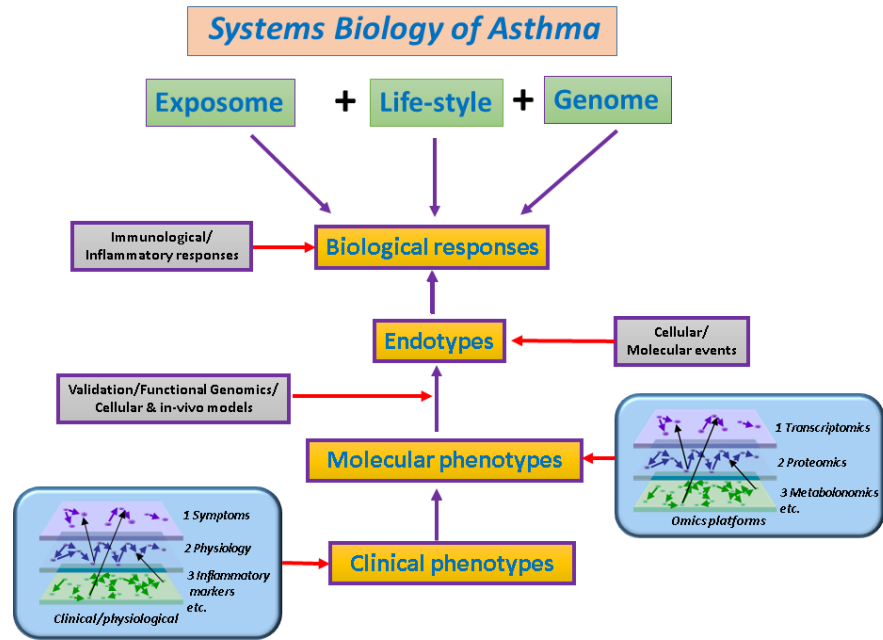 Systems Biology of Asthma
Exposome + Life-style + Genome
Immunological/
Inflammatory responses
Biological responses
Endotypes
Cellular/
Molecular events
Validation/Functional Genomics/
Cellular & in-vivo models
Molecular phenotypes
1 Transcriptomics
2 Proteomics
3 Metabolonomics
etc.
Omics platforms
1 Symptoms
2 Physiology
3 Inflammatory
markers
etc.
Clinical/physiological
Clinical phenotypes